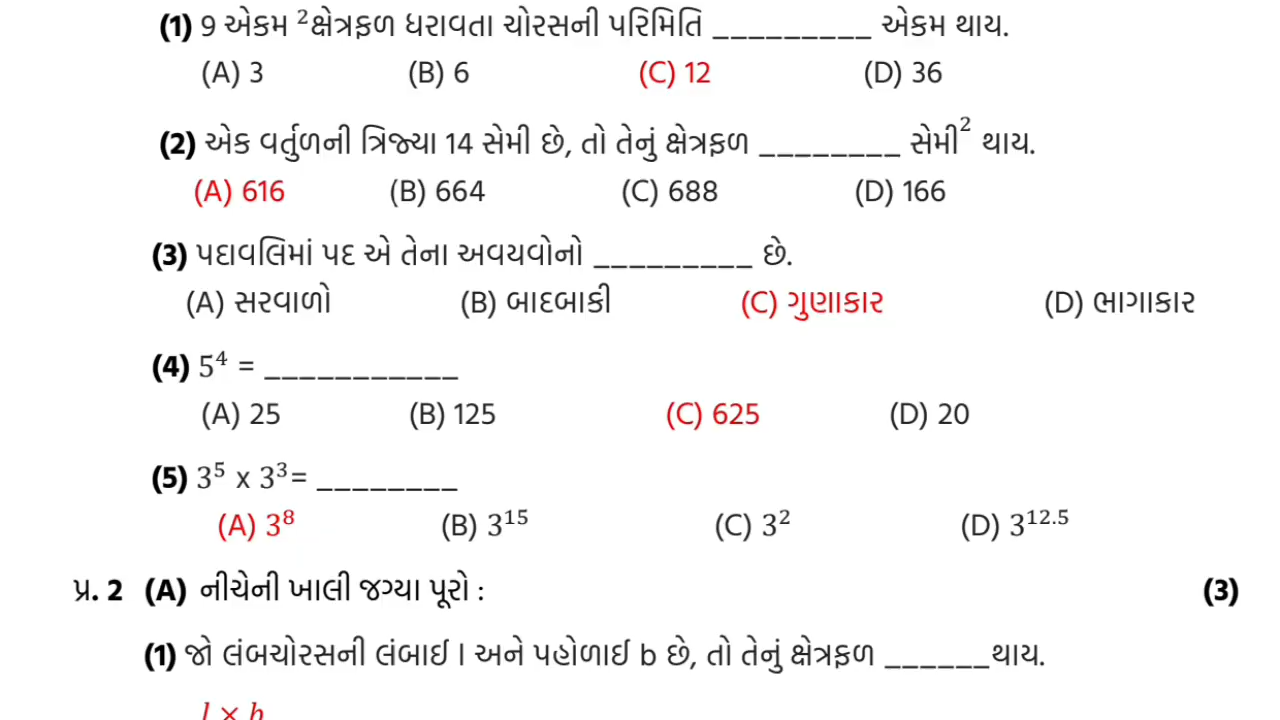 (1) 9 એકમ ²ક્ષેત્રફળ ધરાવતા ચોરસની પરિમિતિ _________ એકમ થાય.
(A) 3 (B) 6 (C) 12 (D) 36
(2) એક વર્તુળની ત્રિજ્યા 14 સેમી છે, તો તેનું ક્ષેત્રફળ ________ સેમી² થાય.
(A) 616 (B) 664 (C) 688 (D) 166
(3) પદાવલિમાં પદ એ તેના અવયવોનો _________ છે.
(A) સરવાળો (B) બાદબાકી (C) ગુણાકાર (D) ભાગાકાર
(4) 5⁴ = ___________
(A) 25 (B) 125 (C) 625 (D) 20
(5) 3⁵ x 3³= ________
(A) 3⁸ (B) 3¹⁵ (C) 3² (D) 3¹²·⁵
પ્ર. 2 (A) નીચેની ખાલી જગ્યા પૂરો : (3)
(1) જો લંબચોરસની લંબાઈ l અને પહોળાઈ b છે, તો તેનું ક્ષેત્રફળ ______થાય.
l × b